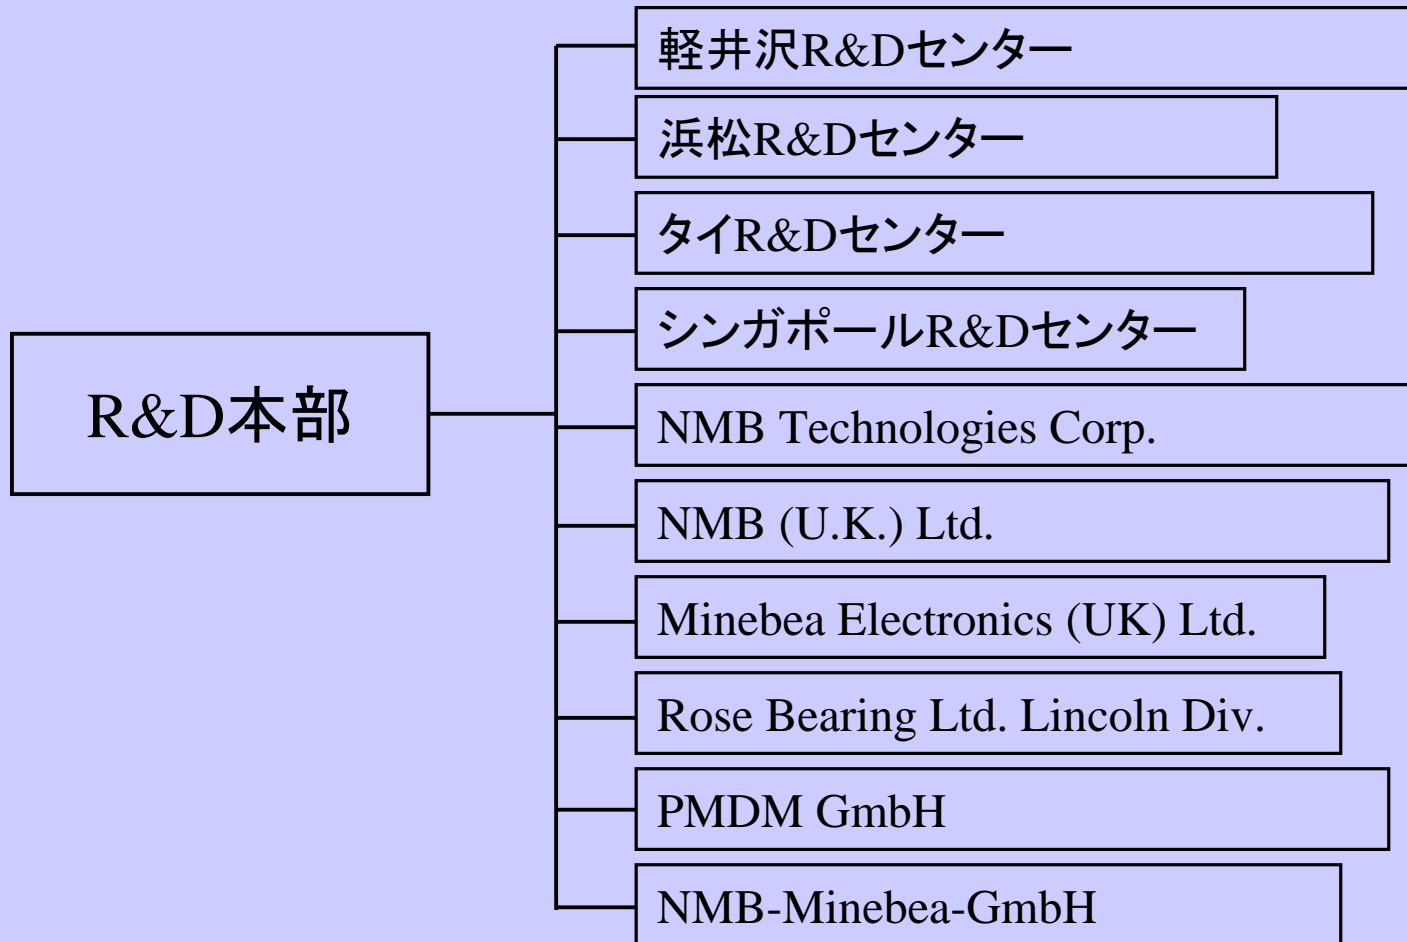 軽井沢R&Dセンター
浜松R&Dセンター
タイR&Dセンター
シンガポールR&Dセンター
R&D本部
NMB Technologies Corp.
NMB (U.K.) Ltd.
Minebea Electronics (UK) Ltd.
Rose Bearing Ltd. Lincoln Div.
PMDM GmbH
NMB-Minebea-GmbH